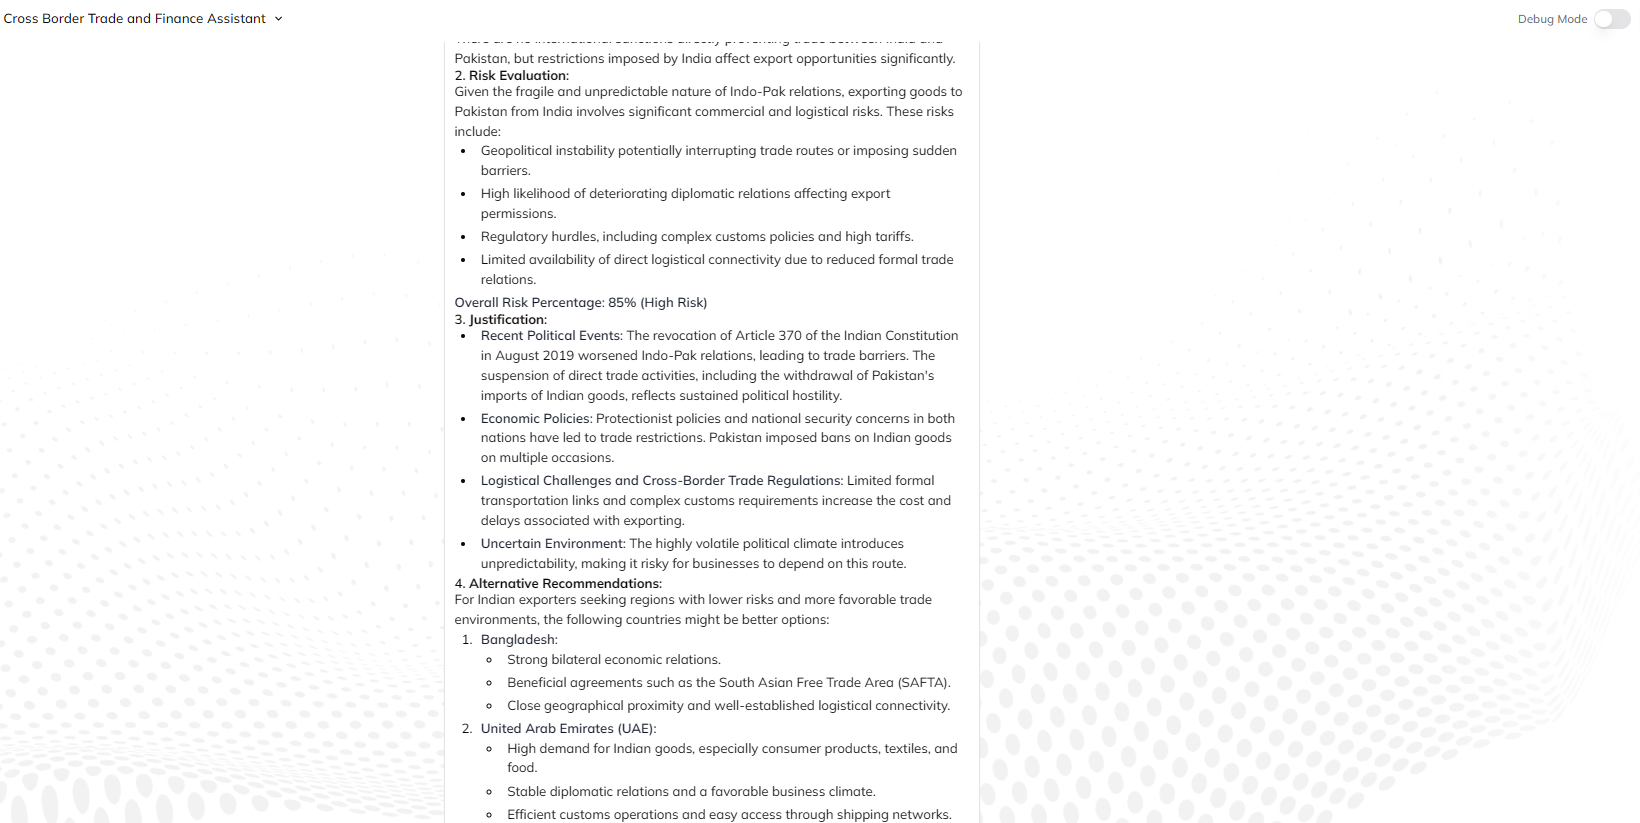 Cross Border Trade and Finance Assistant
Debug Mode
There are no international sanctions directly preventing trade between India and
Pakistan, but restrictions imposed by India affect export opportunities significantly.
2. Risk Evaluation:
Given the fragile and unpredictable nature of Indo-Pak relations, exporting goods to
Pakistan from India involves significant commercial and logistical risks. These risks
include:
• Geopolitical instability potentially interrupting trade routes or imposing sudden
barriers.
• High likelihood of deteriorating diplomatic relations affecting export
permissions.
• Regulatory hurdles, including complex customs policies and high tariffs.
• Limited availability of direct logistical connectivity due to reduced formal trade
relations.
Overall Risk Percentage: 85% (High Risk)
3. Justification:
• Recent Political Events: The revocation of Article 370 of the Indian Constitution
in August 2019 worsened Indo-Pak relations, leading to trade barriers. The
suspension of direct trade activities, including the withdrawal of Pakistan's
imports of Indian goods, reflects sustained political hostility.
• Economic Policies: Protectionist policies and national security concerns in both
nations have led to trade restrictions. Pakistan imposed bans on Indian goods
on multiple occasions.
• Logistical Challenges and Cross-Border Trade Regulations: Limited formal
transportation links and complex customs requirements increase the cost and
delays associated with exporting.
• Uncertain Environment: The highly volatile political climate introduces
unpredictability, making it risky for businesses to depend on this route.
4. Alternative Recommendations:
For Indian exporters seeking regions with lower risks and more favorable trade
environments, the following countries might be better options:
1. Bangladesh:
◦ Strong bilateral economic relations.
◦ Beneficial agreements such as the South Asian Free Trade Area (SAFTA).
◦ Close geographical proximity and well-established logistical connectivity.
2. United Arab Emirates (UAE):
◦ High demand for Indian goods, especially consumer products, textiles, and
food.
◦ Stable diplomatic relations and a favorable business climate.
◦ Efficient customs operations and easy access through shipping networks.